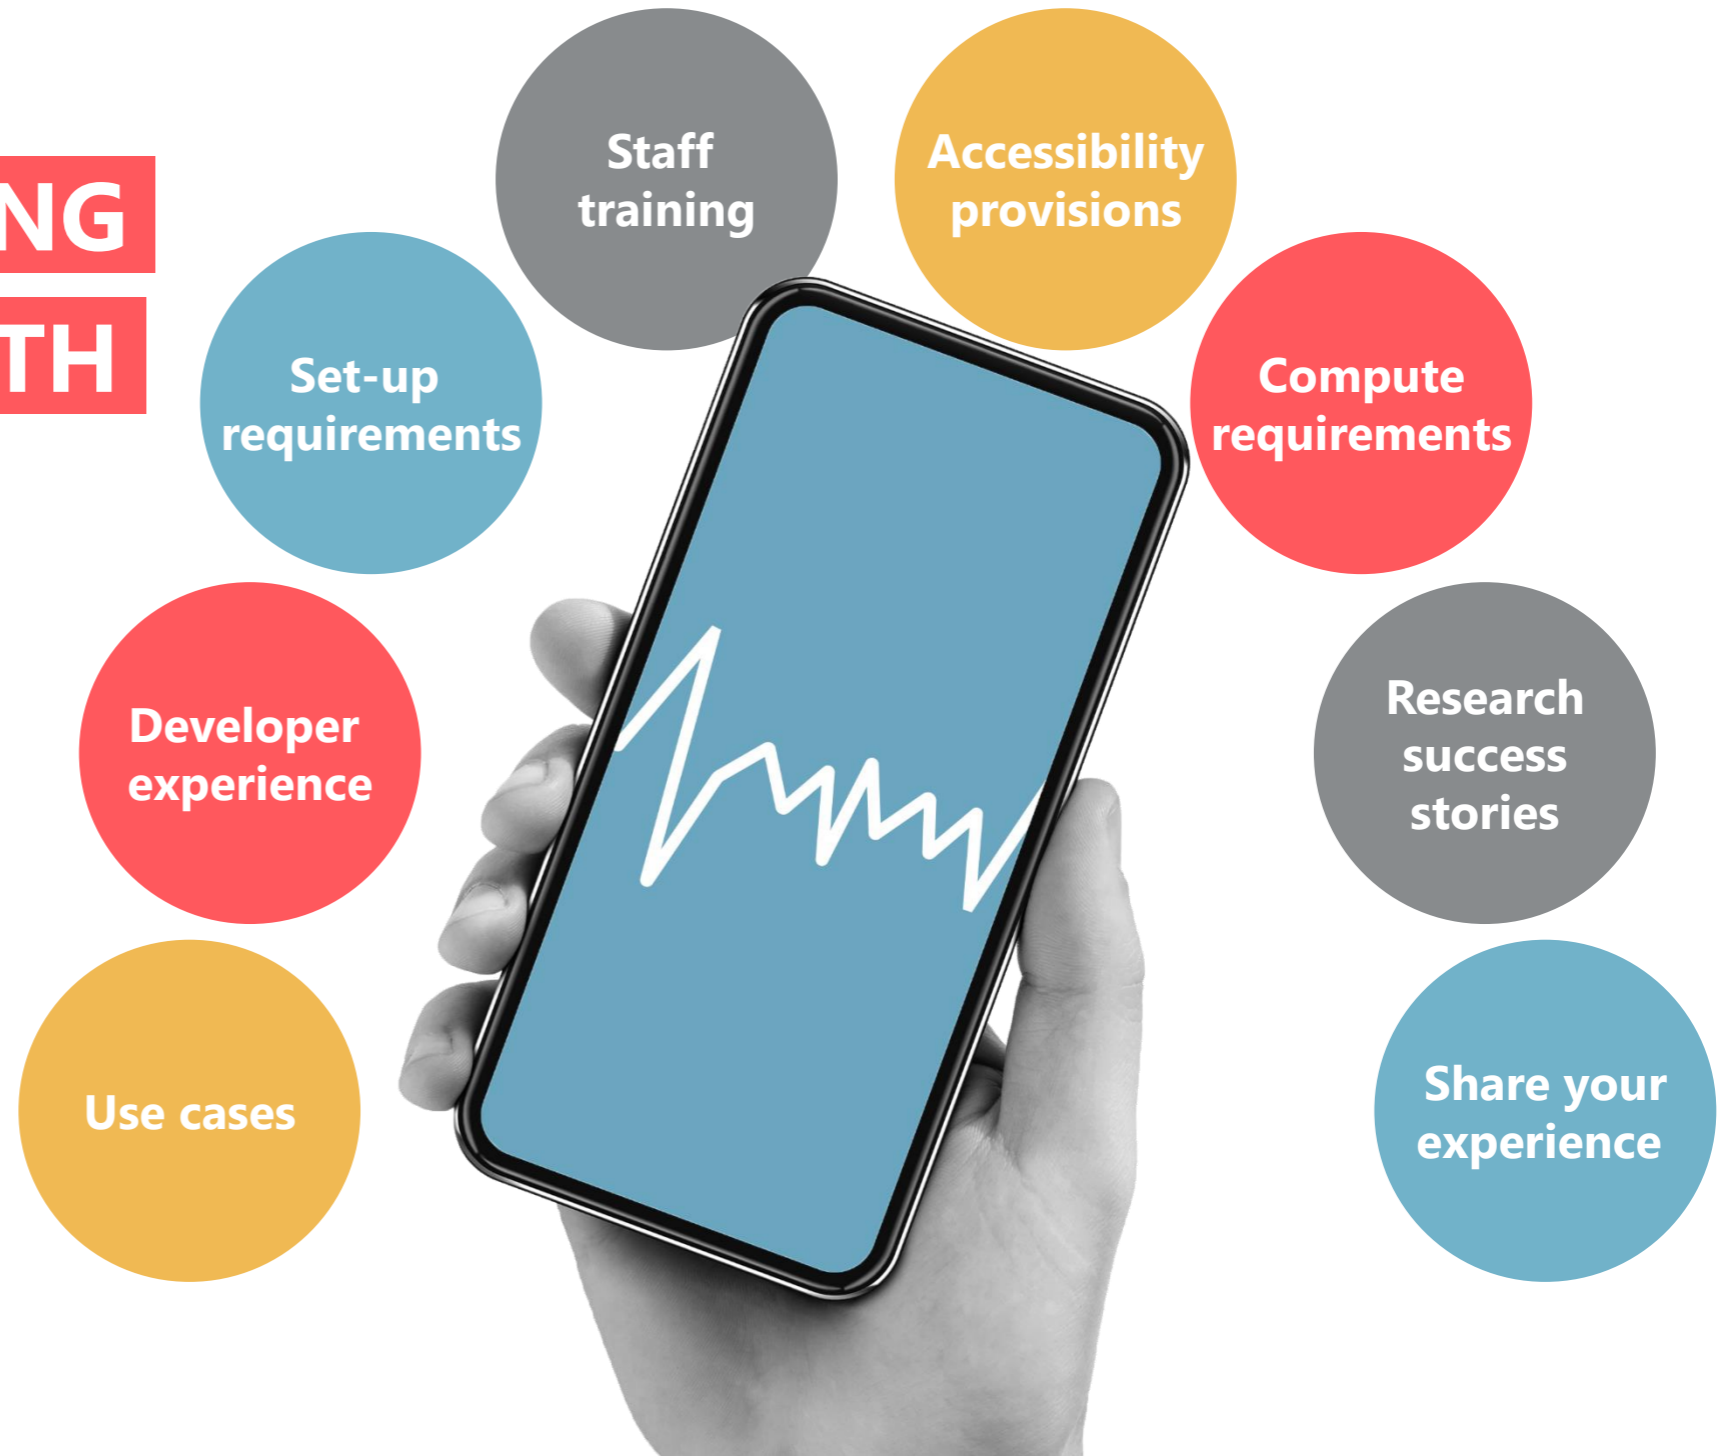 NG
TH
Staff
training
Accessibility
provisions
Set-up
requirements
Compute
requirements
Developer
experience
Research
success
stories
Use cases
Share your
experience